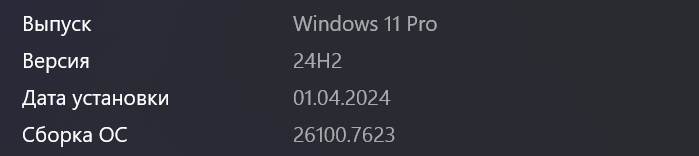 Выпуск Windows 11 Pro
Версия 24H2
Дата установки 01.04.2024
Сборка ОС 26100.7623